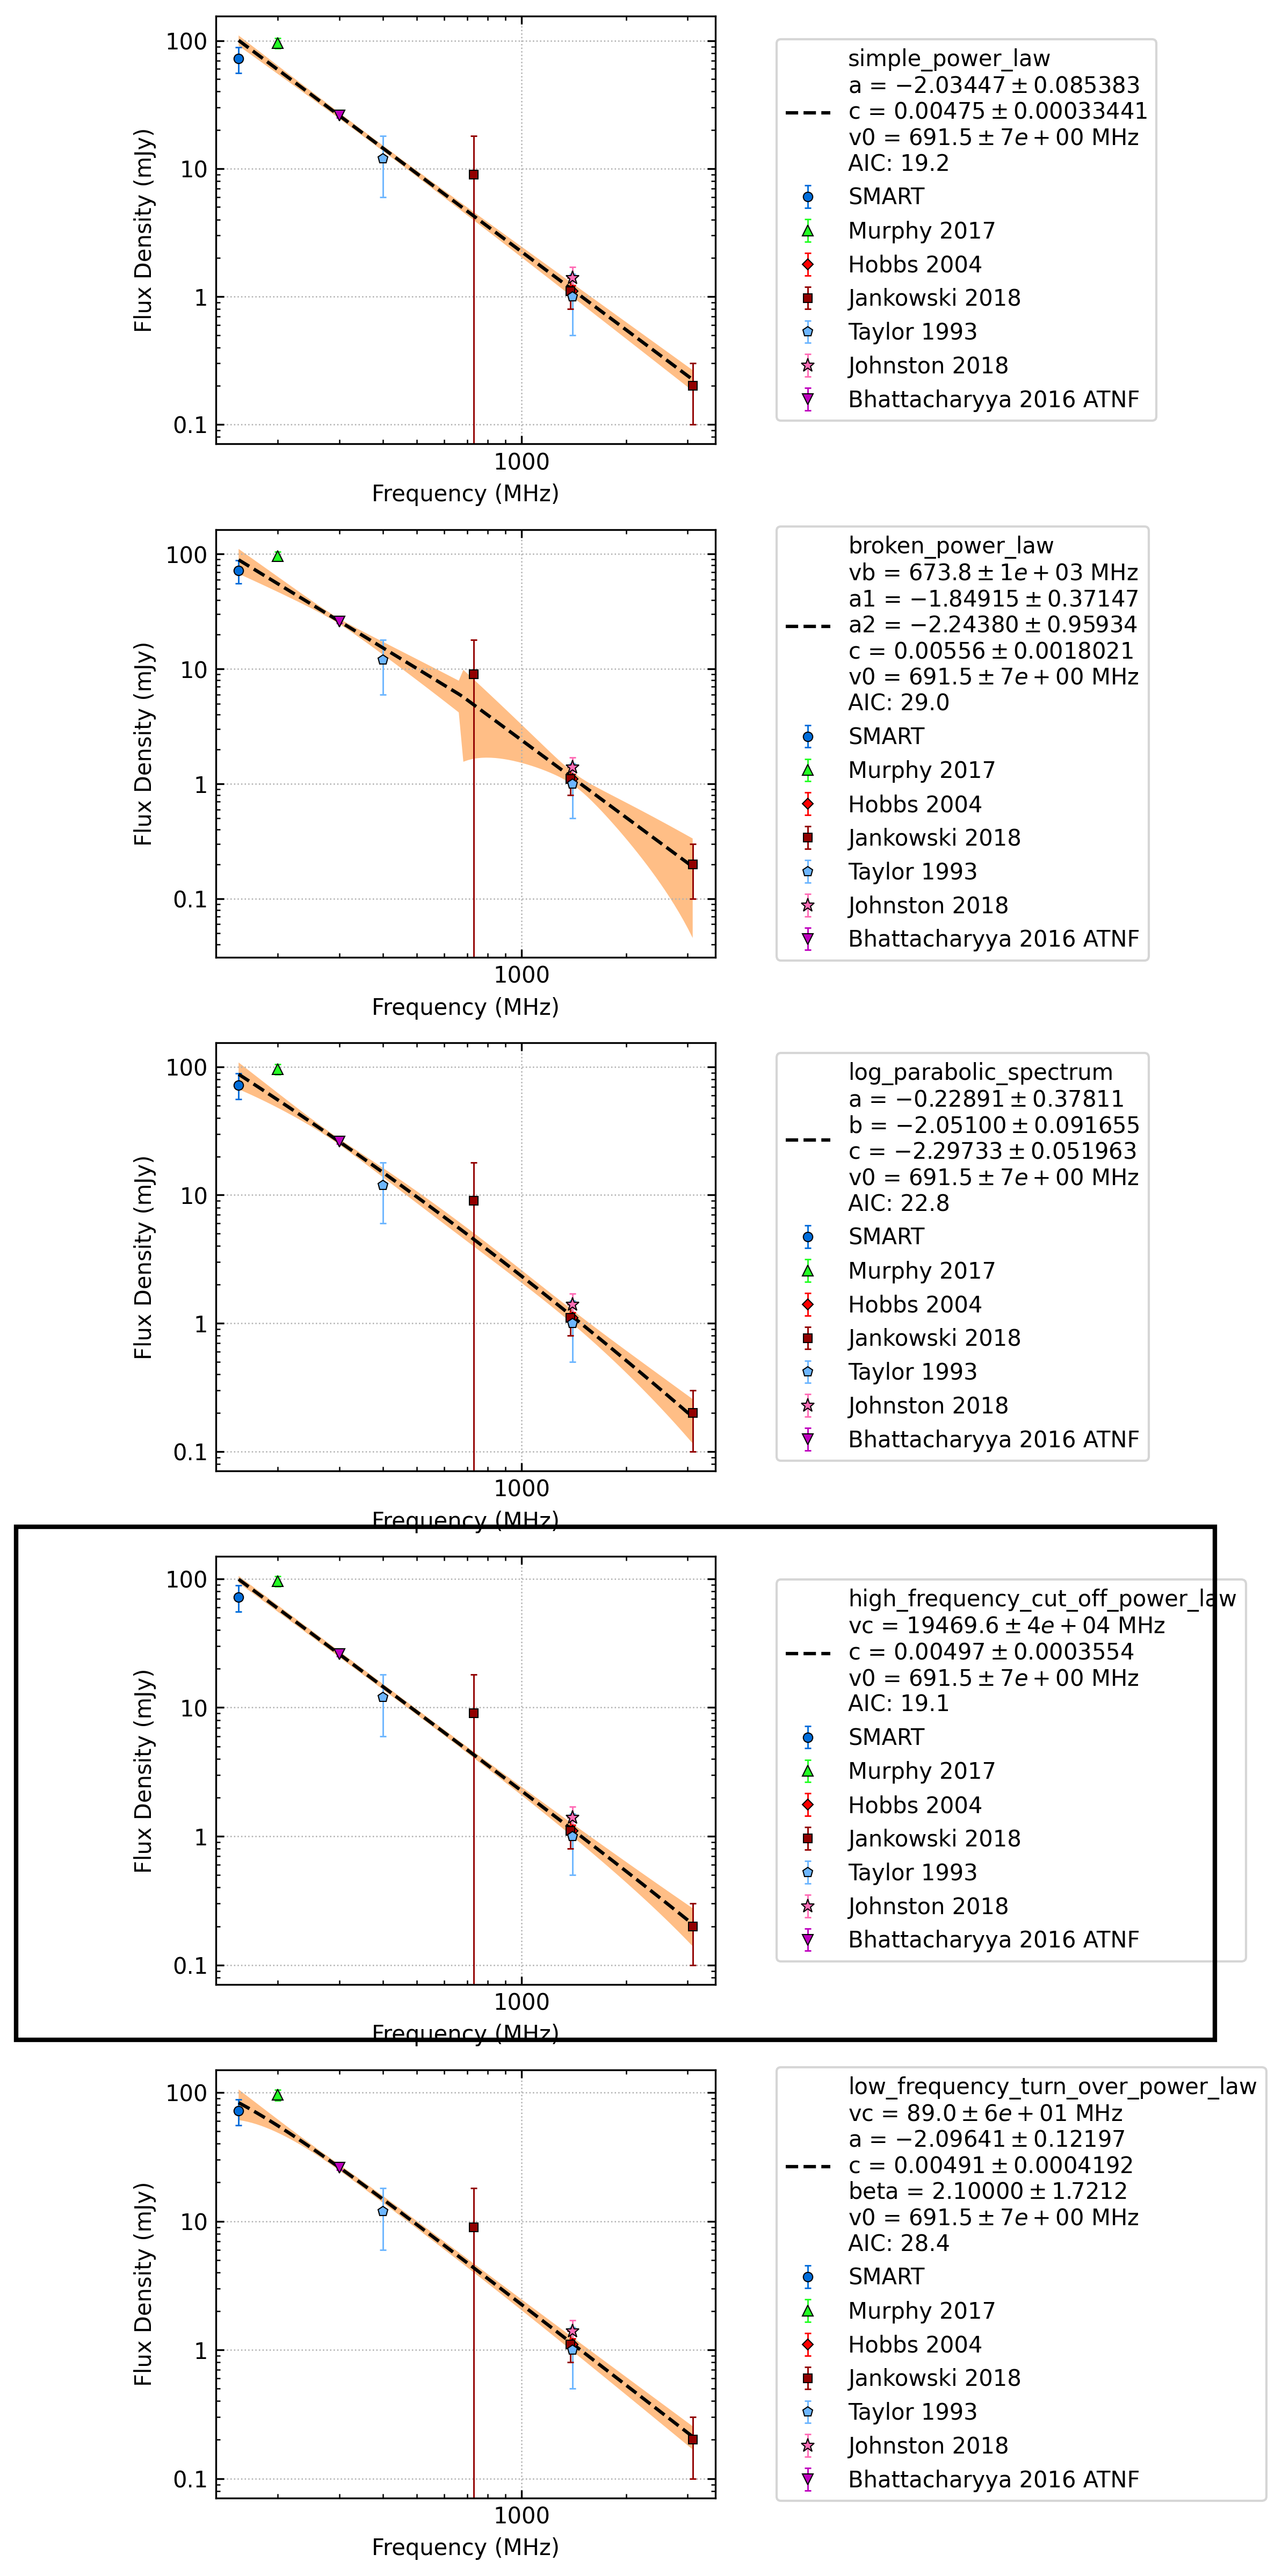 100
10
1
0.1
Flux Density (mJy)
1000
Frequency (MHz)
simple_power_law
a = −2.03447 ± 0.085383
c = 0.00475 ± 0.00033441
v0 = 691.5 ± 7e + 00 MHz
AIC: 19.2
SMART
Murphy 2017
Hobbs 2004
Jankowski 2018
Taylor 1993
Johnston 2018
Bhattacharyya 2016 ATNF
100
10
1
0.1
Flux Density (mJy)
1000
Frequency (MHz)
broken_power_law
vb = 673.8 ± 1e + 03 MHz
a1 = −1.84915 ± 0.37147
a2 = −2.24380 ± 0.95934
c = 0.00556 ± 0.0018021
v0 = 691.5 ± 7e + 00 MHz
AIC: 29.0
SMART
Murphy 2017
Hobbs 2004
Jankowski 2018
Taylor 1993
Johnston 2018
Bhattacharyya 2016 ATNF
100
10
1
0.1
Flux Density (mJy)
1000
Frequency (MHz)
log_parabolic_spectrum
a = −0.22891 ± 0.37811
b = −2.05100 ± 0.091655
c = −2.29733 ± 0.051963
v0 = 691.5 ± 7e + 00 MHz
AIC: 22.8
SMART
Murphy 2017
Hobbs 2004
Jankowski 2018
Taylor 1993
Johnston 2018
Bhattacharyya 2016 ATNF
100
10
1
0.1
Flux Density (mJy)
1000
Frequency (MHz)
high_frequency_cut_off_power_law
vc = 19469.6 ± 4e + 04 MHz
c = 0.00497 ± 0.0003554
v0 = 691.5 ± 7e + 00 MHz
AIC: 19.1
SMART
Murphy 2017
Hobbs 2004
Jankowski 2018
Taylor 1993
Johnston 2018
Bhattacharyya 2016 ATNF
100
10
1
0.1
Flux Density (mJy)
1000
Frequency (MHz)
low_frequency_turn_over_power_law
vc = 89.0 ± 6e + 01 MHz
a = −2.09641 ± 0.12197
c = 0.00491 ± 0.0004192
beta = 2.10000 ± 1.7212
v0 = 691.5 ± 7e + 00 MHz
AIC: 28.4
SMART
Murphy 2017
Hobbs 2004
Jankowski 2018
Taylor 1993
Johnston 2018
Bhattacharyya 2016 ATNF